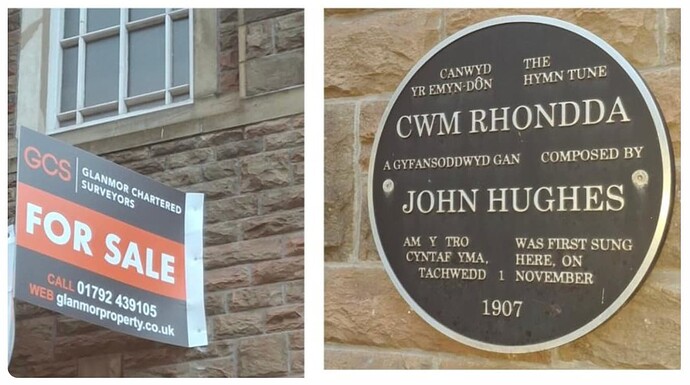 GCS
GLANMOR CHARTERED
SURVEYORS
FOR SALE
CALL 01792 439105
WEB glanmorproperty.co.uk
CANWYD
YR EMYN-DÔN
THE
HYMN TUNE
CWM RHONDDA
A GYFANSODDWYD GAN
COMPOSED BY
JOHN HUGHES
AM Y TRO
CYNTAF YMA,
TACHWEDD 1
WAS FIRST SUNG
HERE, ON
NOVEMBER
1907